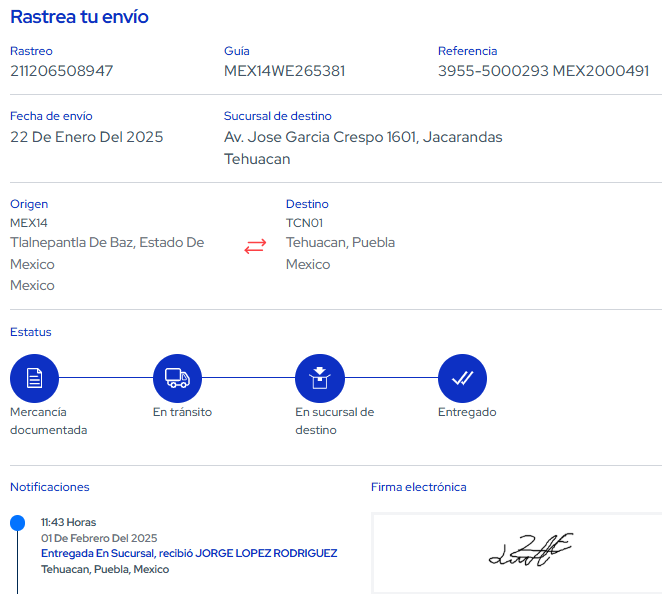 Rastrea tu envío
Rastreo
211206508947
Guía
MEX14WE265381
Referencia
3955-5000293 MEX2000491
Fecha de envío
22 De Enero Del 2025
Sucursal de destino
Av. Jose Garcia Crespo 1601, Jacarandas
Tehuacan
Origen
MEX14
Tlalnepantla De Baz, Estado De
Mexico
Mexico
Destino
TCN01
Tehuacan, Puebla
Mexico
Estatus
Mercancía
documentada
En tránsito
En sucursal de
destino
Entregado
Notificaciones
11:43 Horas
01 De Febrero Del 2025
Entregada En Sucursal, recibió JORGE LOPEZ RODRIGUEZ
Tehuacan, Puebla, Mexico
Firma electrónica